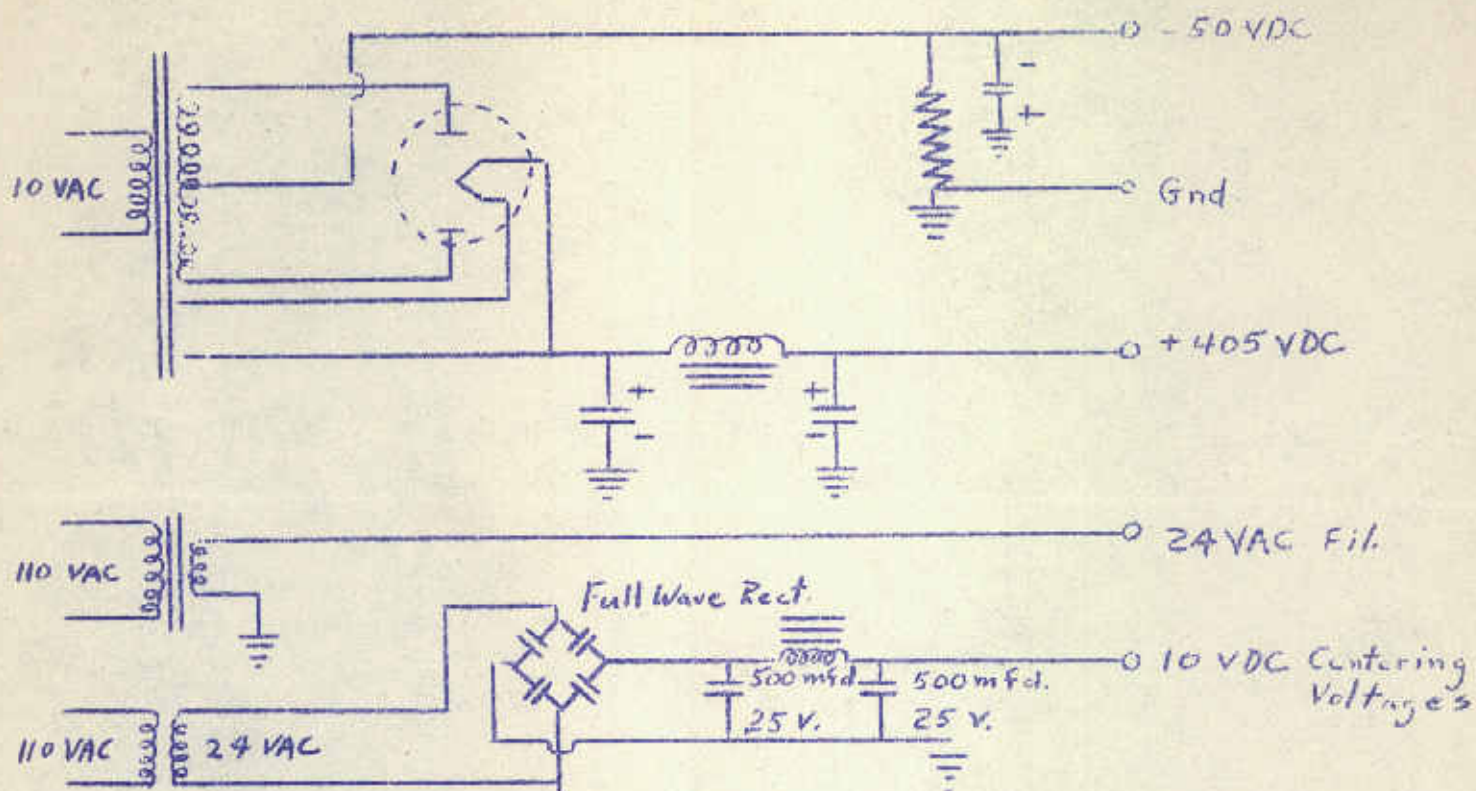 - 50 VDC
-
+
10 VAC
Gnd.
+ 405 VDC
+
-
+
-
24 VAC Fil.
110 VAC
Full Wave Rect.
10 VDC Centering
Voltages
500 mfd
25 V.
500 mfd.
25 V.
110 VAC
24 VAC